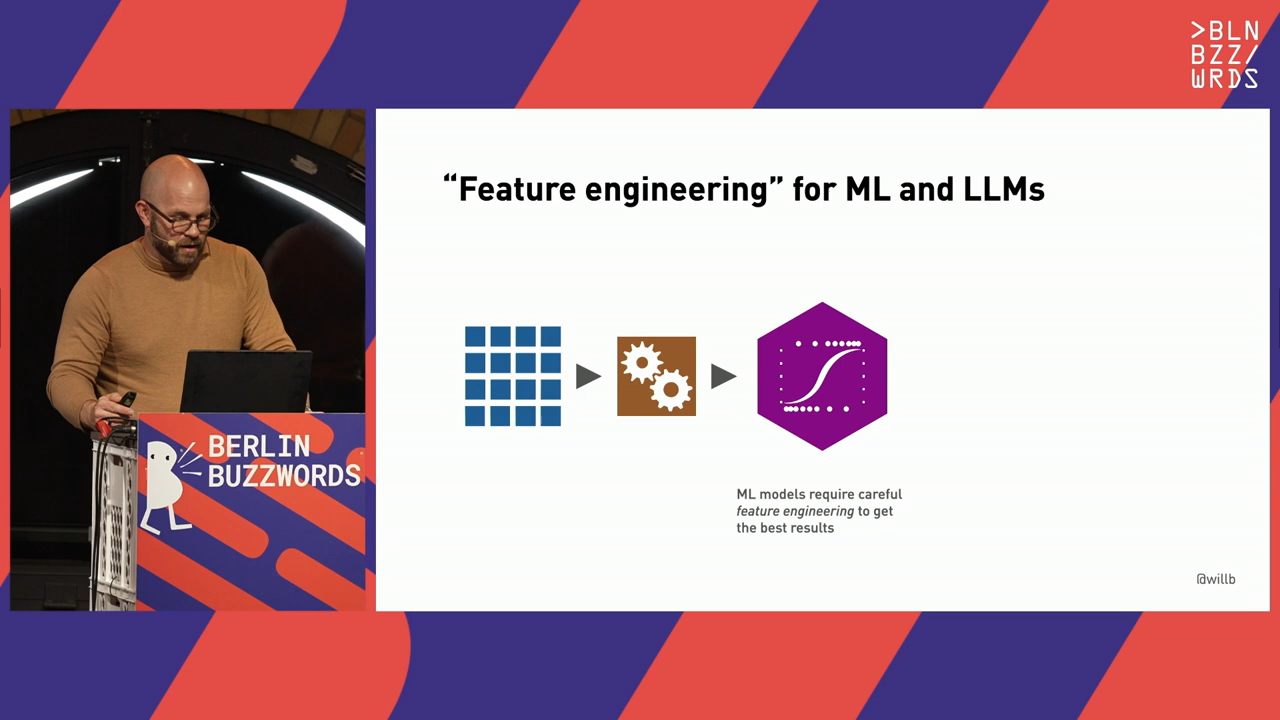 >BLN
BZZ/
WRDS
“Feature engineering” for ML and LLMs
ML models require careful
feature engineering to get
the best results
@willb
BERLIN
BUZZWORDS